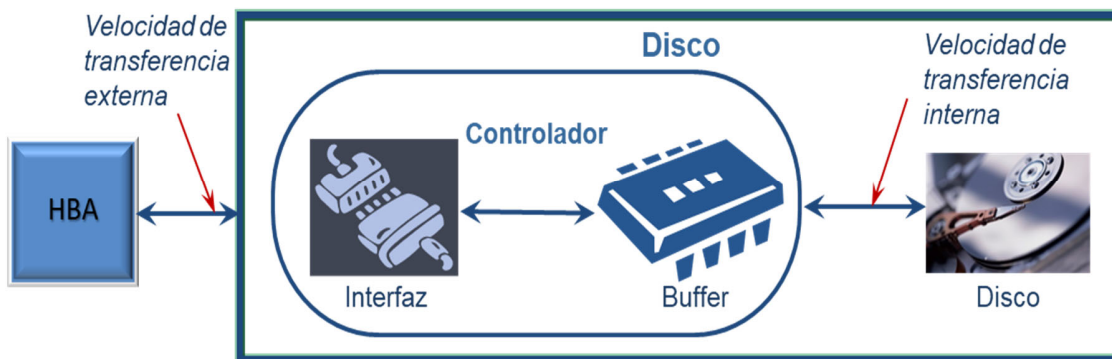 Velocidad de
transferencia
externa
Disco
Velocidad de
transferencia
interna
Controlador
HBA
Interfaz
Buffer
Disco